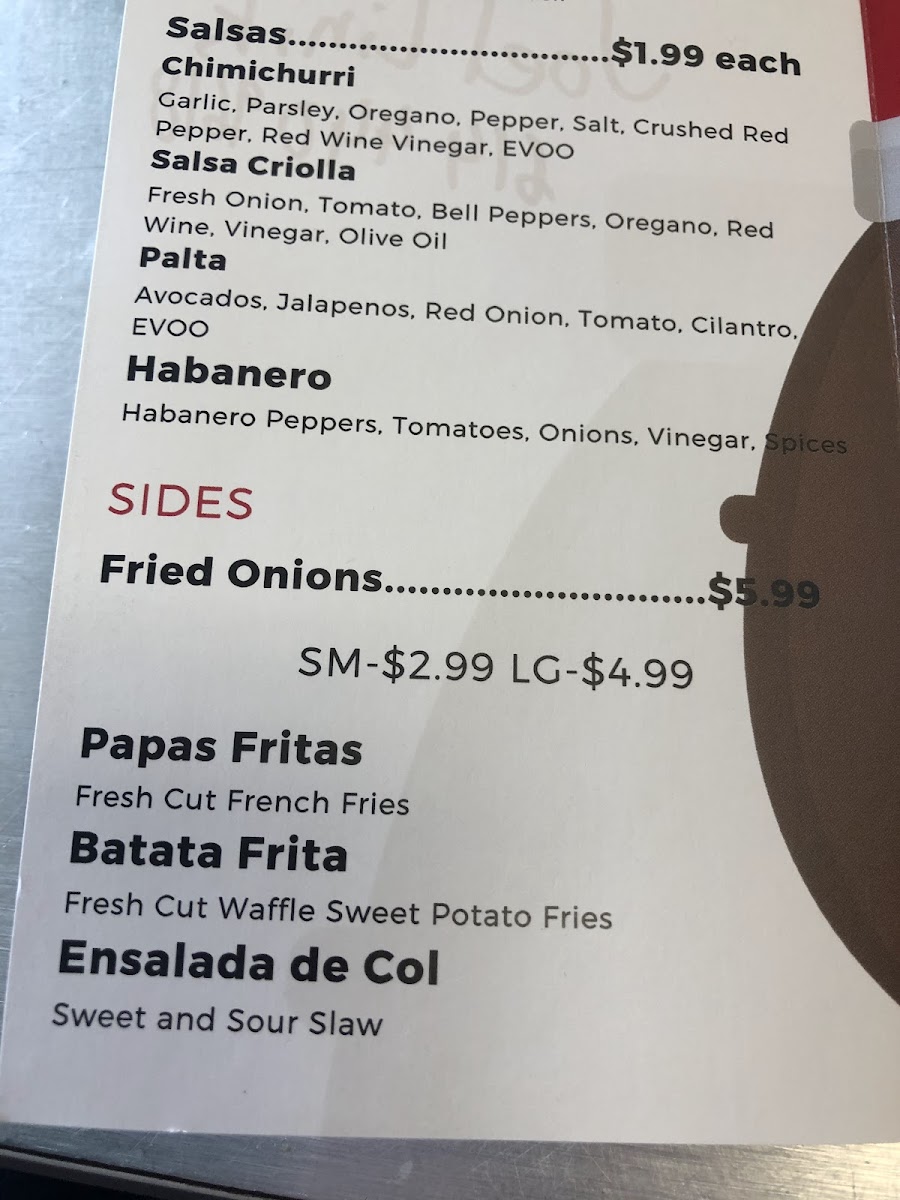 Salsas................................$1.99 each
Chimichurri
Garlic, Parsley, Oregano, Pepper, Salt, Crushed Red
Pepper, Red Wine Vinegar, EVOO
Salsa Criolla
Fresh Onion, Tomato, Bell Peppers, Oregano, Red
Wine, Vinegar, Olive Oil
Palta
Avocados, Jalapenos, Red Onion, Tomato, Cilantro,
EVOO
Habanero
Habanero Peppers, Tomatoes, Onions, Vinegar, Spices
SIDES
Fried Onions............................$5.99
SM-$2.99 LG-$4.99
Papas Fritas
Fresh Cut French Fries
Batata Frita
Fresh Cut Waffle Sweet Potato Fries
Ensalada de Col
Sweet and Sour Slaw